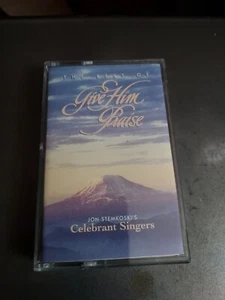 Give Him
Praise
JON STEMKOSKI'S
Celebrant Singers